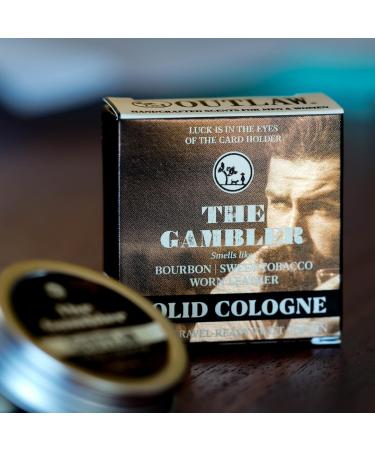 OUTLAW
HANDCRAFTED SCENTS FOR MEN & WOMEN
LUCK IS IN THE EYES
OF THE CARD HOLDER
THE
GAMBLER
Smells like
BOURBON | SWEET TOBACCO
WORN LEATHER
OLID COLOGNE
The
Gambler